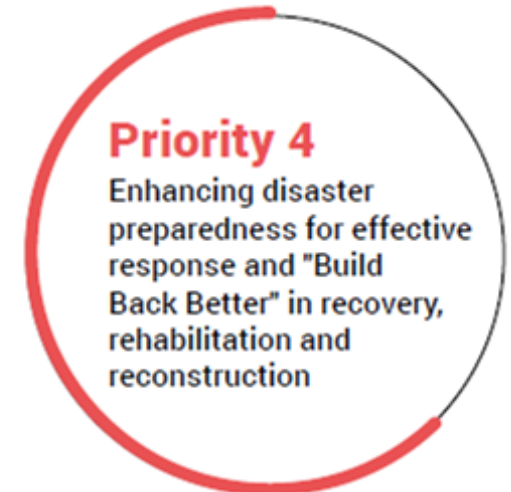 Priority 4
Enhancing disaster
preparedness for effective
response and "Build
Back Better" in recovery,
rehabilitation and
reconstruction